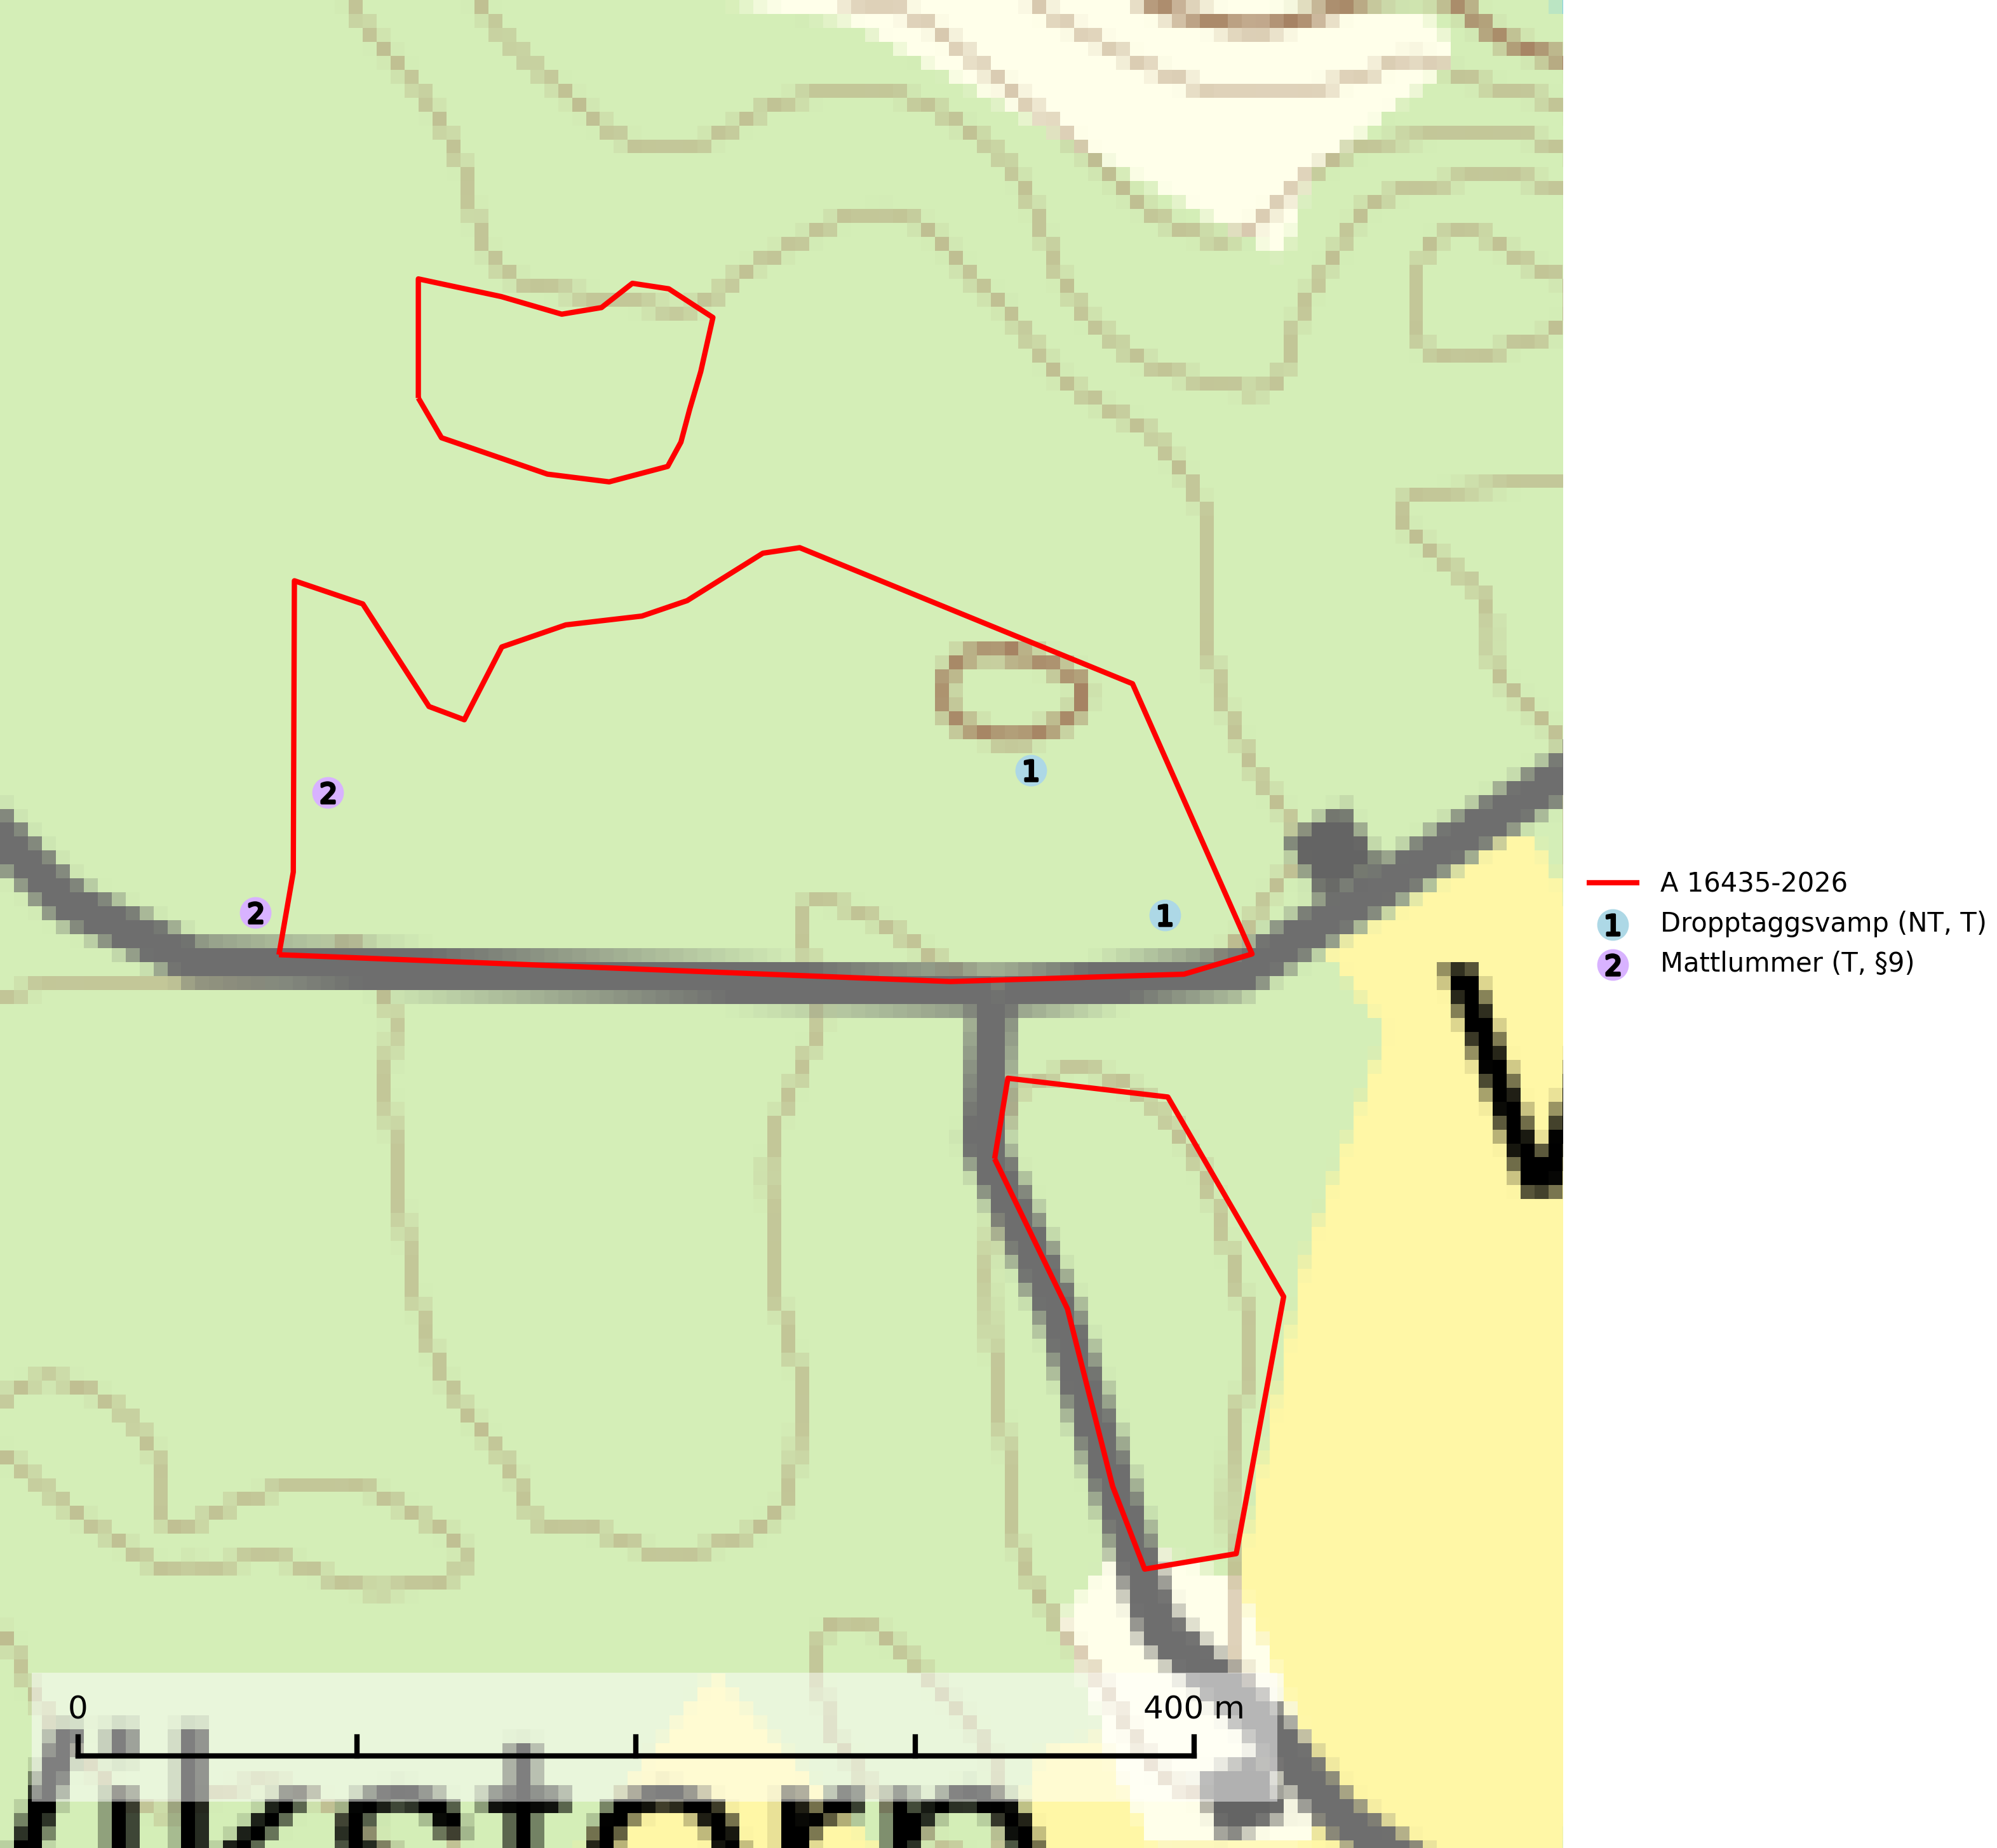 2
1
2
1
A 16435-2026
1 Dropptaggsvamp (NT, T)
2 Mattlummer (T, §9)
0 400 m